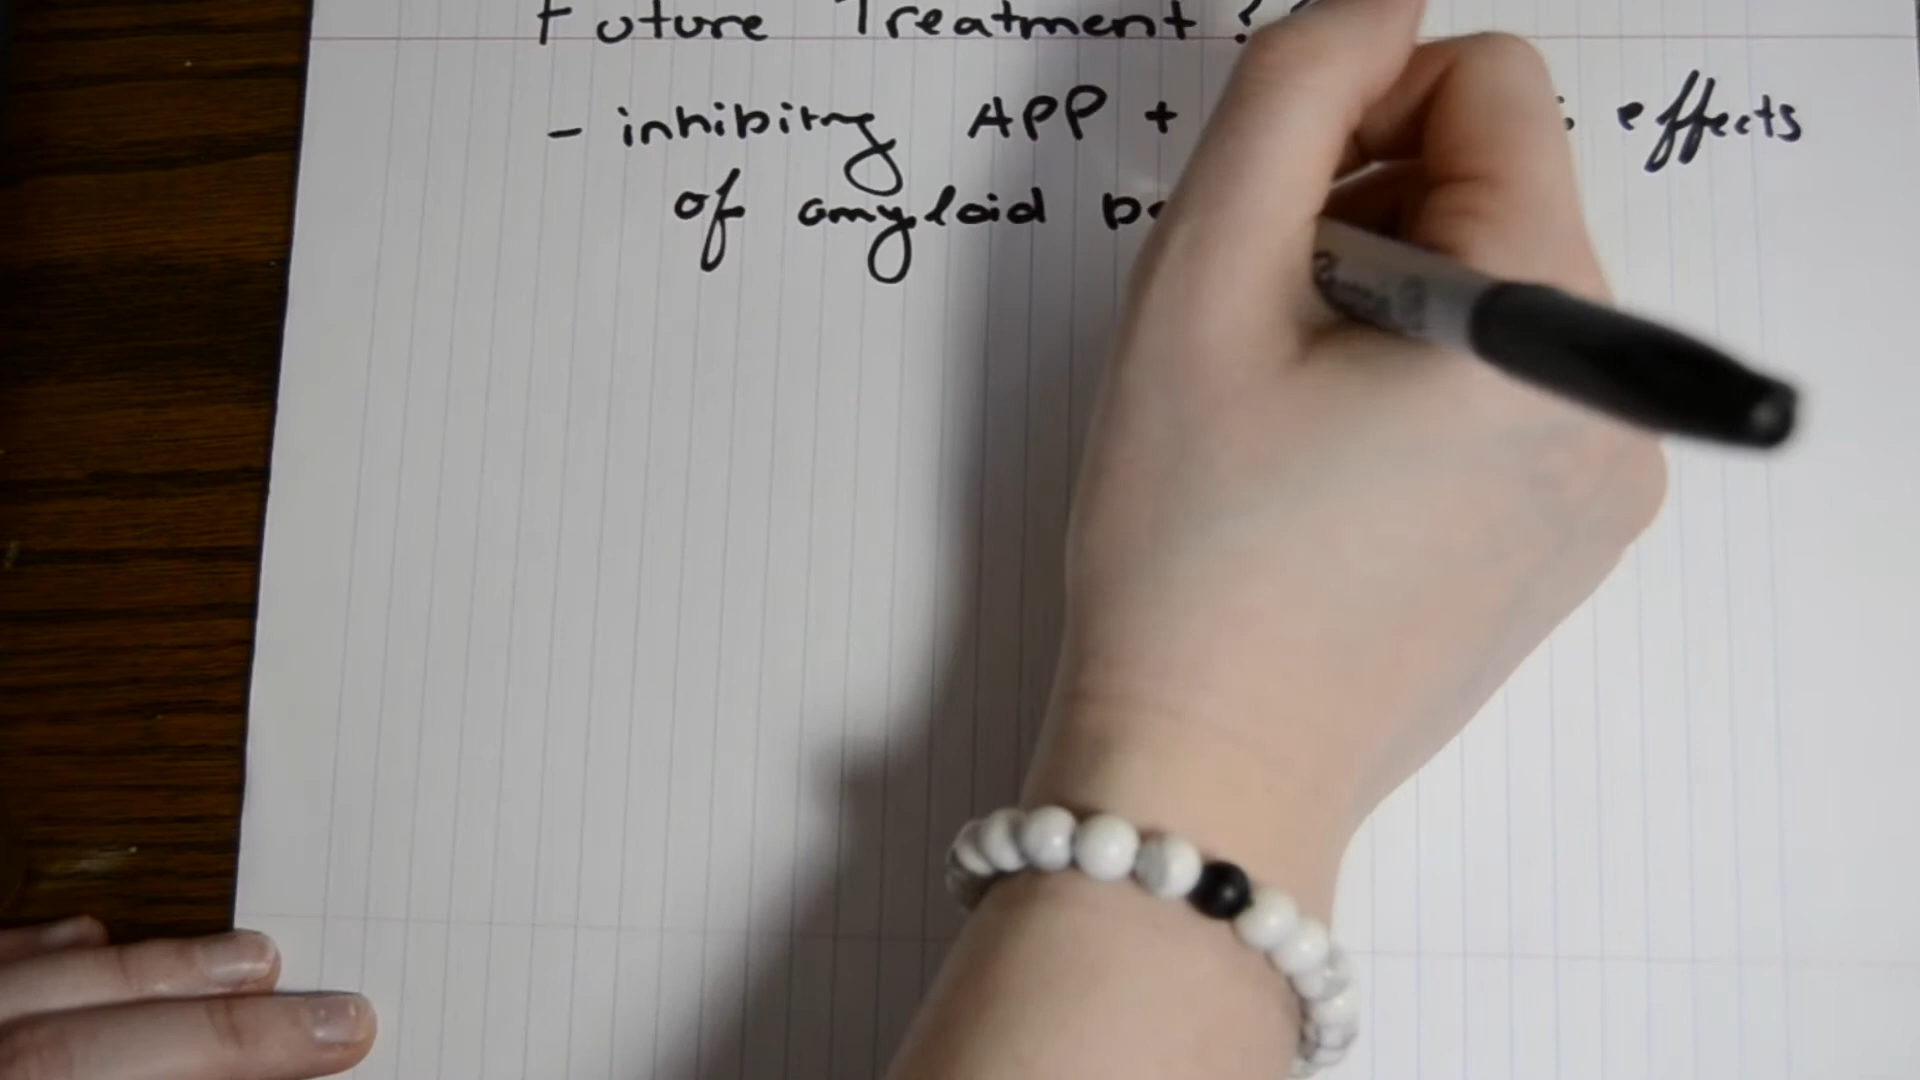 Future Treatment ?
- inhibiting APP + effects
of amyloid